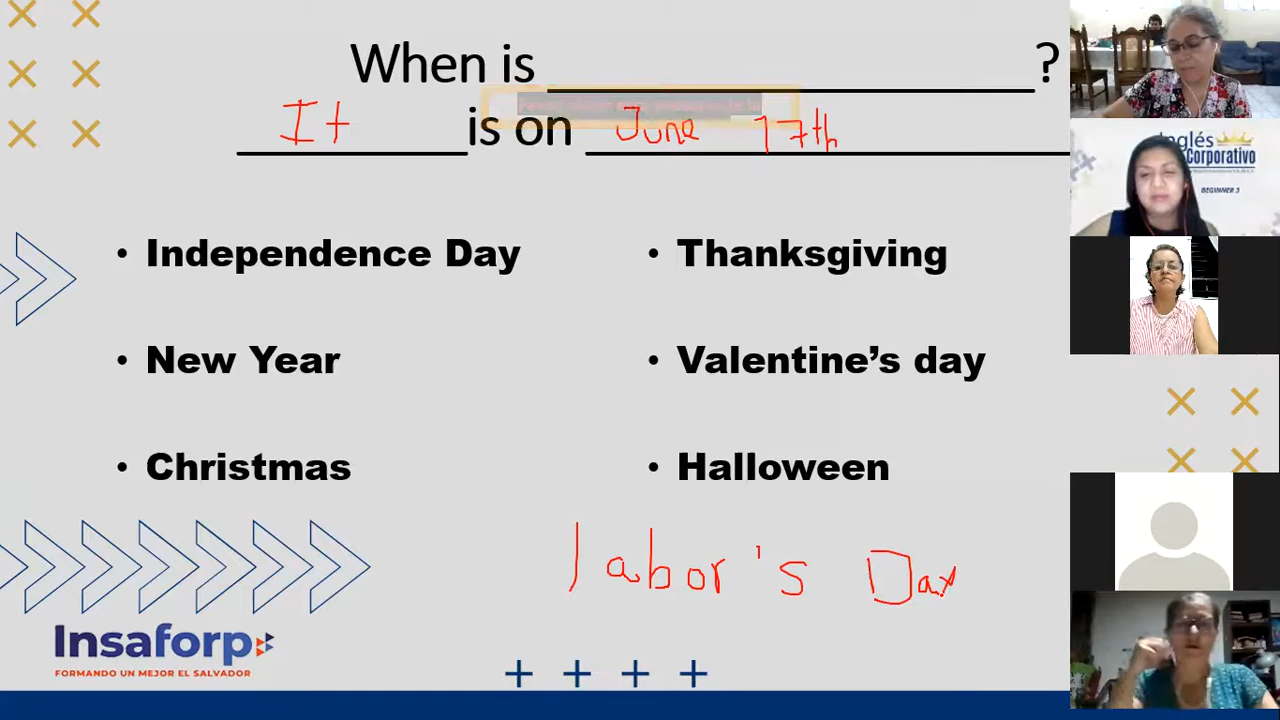 When is ____________________?
It is on June 17th
• Independence Day
• Thanksgiving
• New Year
• Valentine's day
• Christmas
• Halloween
labor's Day
Insaforp
FORMANDO UN MEJOR EL SALVADOR
Inglés
Corporativo
BEGINNER 3